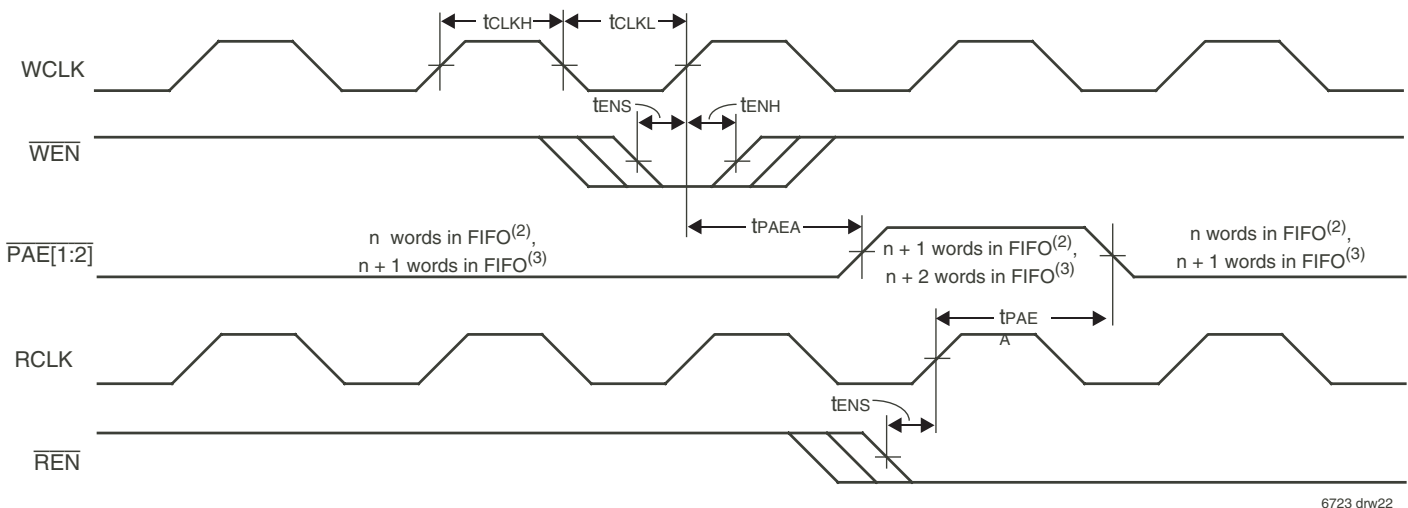 tCLKH
tCLKL
WCLK
tENS
tENH
WEN
tPAEA
n words in FIFO(2),
n + 1 words in FIFO(3)
n + 1 words in FIFO(2),
n + 2 words in FIFO(3)
n words in FIFO(2),
n + 1 words in FIFO(3)
PAE[1:2]
tPAE
A
RCLK
tENS
REN
6723 drw22